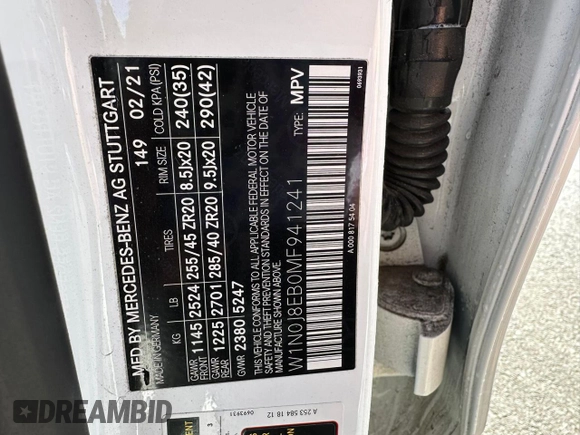 MFD BY MERCEDES-BENZ AG STUTTGART
MADE IN GERMANY 149 02/21
KG LB TIRES RIM SIZE COLD KPA(PSI)
GAWR FRONT 1145 2524 255/45 ZR20 8.5Jx20 240(35)
GAWR REAR 1225 2701 285/40 ZR20 9.5Jx20 290(42)
GVWR 2380 5247
THIS VEHICLE CONFORMS TO ALL APPLICABLE FEDERAL MOTOR VEHICLE
SAFETY AND THEFT PREVENTION STANDARDS IN EFFECT ON THE DATE OF
MANUFACTURE SHOWN ABOVE.
W1N0J8EB0MF941241 TYPE: MPV
A 000 817 54 04
0693931
A 253 584 18 12
0693931
DREAMBID